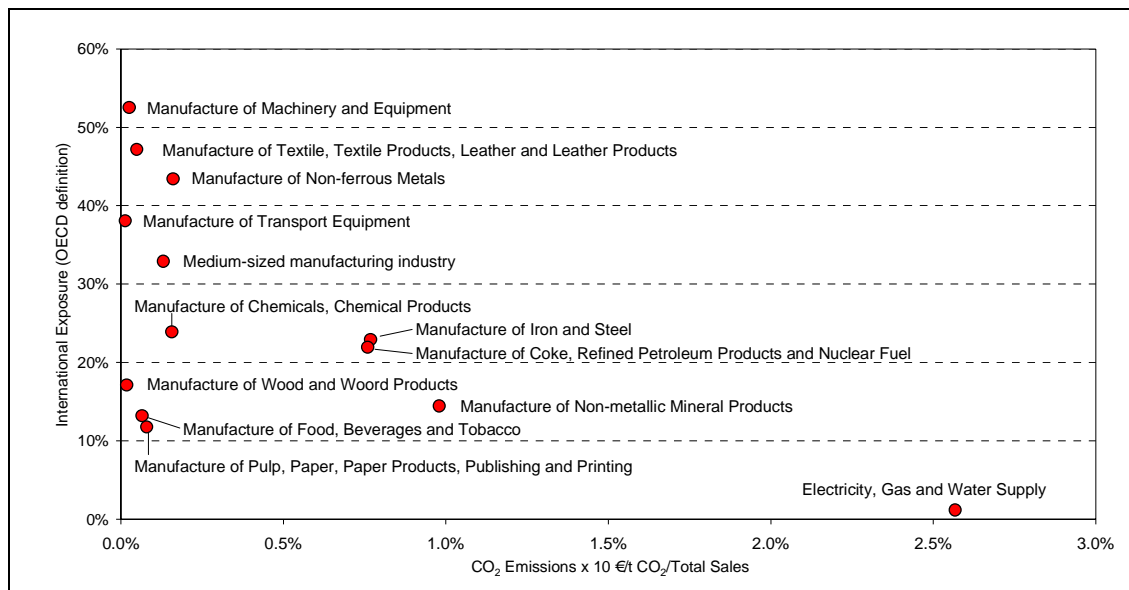 60%
Manufacture of Machinery and Equipment
50%
Manufacture of Textile, Textile Products, Leather and Leather Products
Manufacture of Non-ferrous Metals
40%
Manufacture of Transport Equipment
Medium-sized manufacturing industry
30%
Manufacture of Chemicals, Chemical Products
Manufacture of Iron and Steel
Manufacture of Coke, Refined Petroleum Products and Nuclear Fuel
20%
Manufacture of Wood and Woord Products
Manufacture of Non-metallic Mineral Products
Manufacture of Food, Beverages and Tobacco
10%
Manufacture of Pulp, Paper, Paper Products, Publishing and Printing
Electricity, Gas and Water Supply
0%
International Exposure (OECD definition)
0.0% 0.5% 1.0% 1.5% 2.0% 2.5% 3.0%
CO₂ Emissions x 10 €/t CO₂/Total Sales